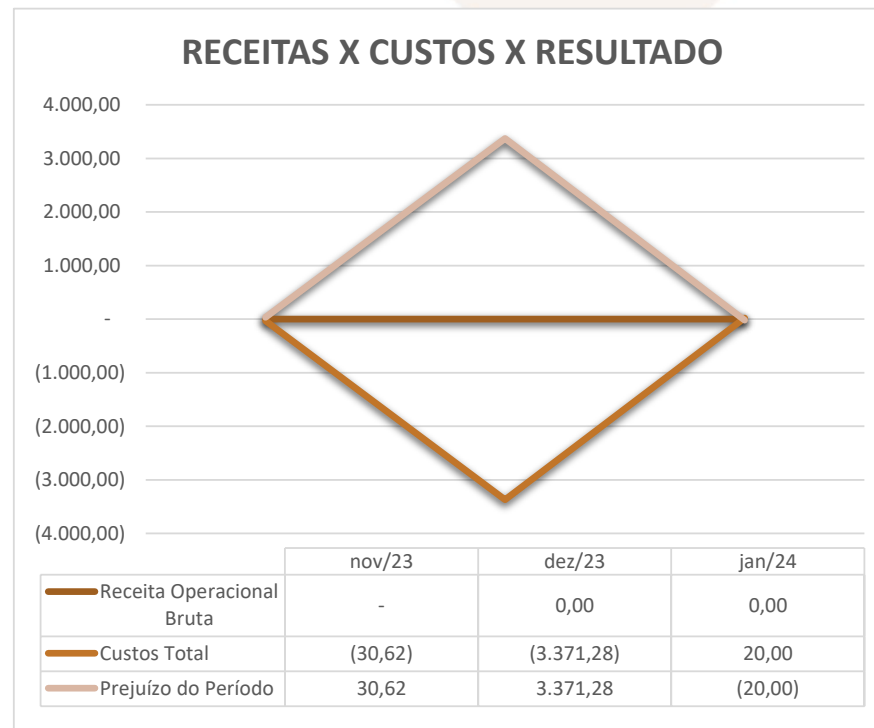 RECEITAS X CUSTOS X RESULTADO
4.000,00
3.000,00
2.000,00
1.000,00
-
(1.000,00)
(2.000,00)
(3.000,00)
(4.000,00)
nov/23 dez/23 jan/24
Receita Operacional
Bruta - 0,00 0,00
Custos Total (30,62) (3.371,28) 20,00
Prejuízo do Período 30,62 3.371,28 (20,00)